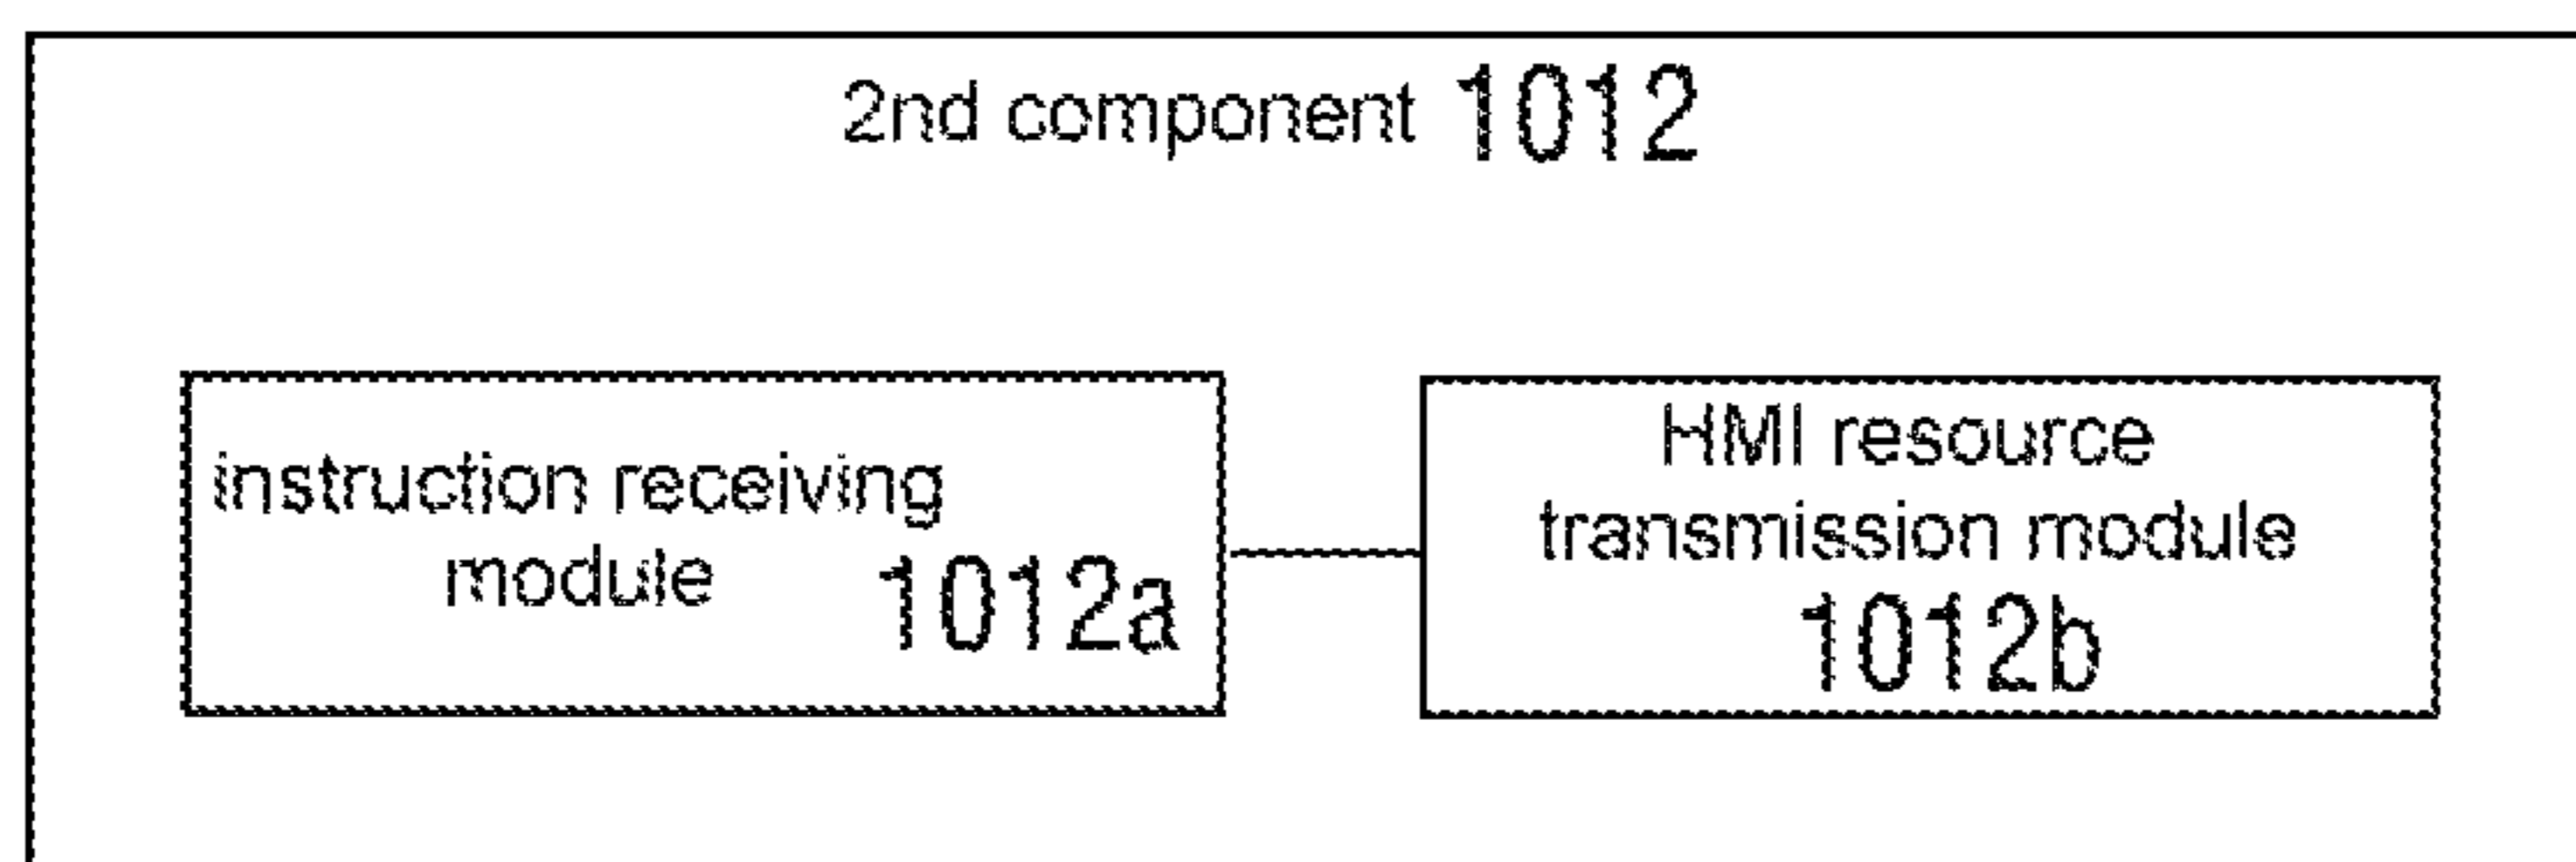 2nd component 1012
instruction receiving
module 1012a
HMI resource
transmission module
1012b